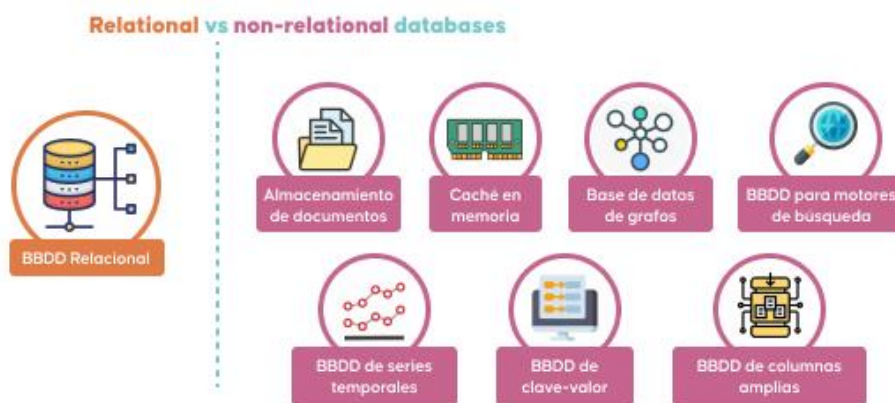 Relational vs non-relational databases
BBDD Relacional
Almacenamiento
de documentos
Caché en
memoria
Base de datos
de grafos
BBDD para motores
de búsqueda
BBDD de series
temporales
BBDD de
clave-valor
BBDD de columnas
amplias